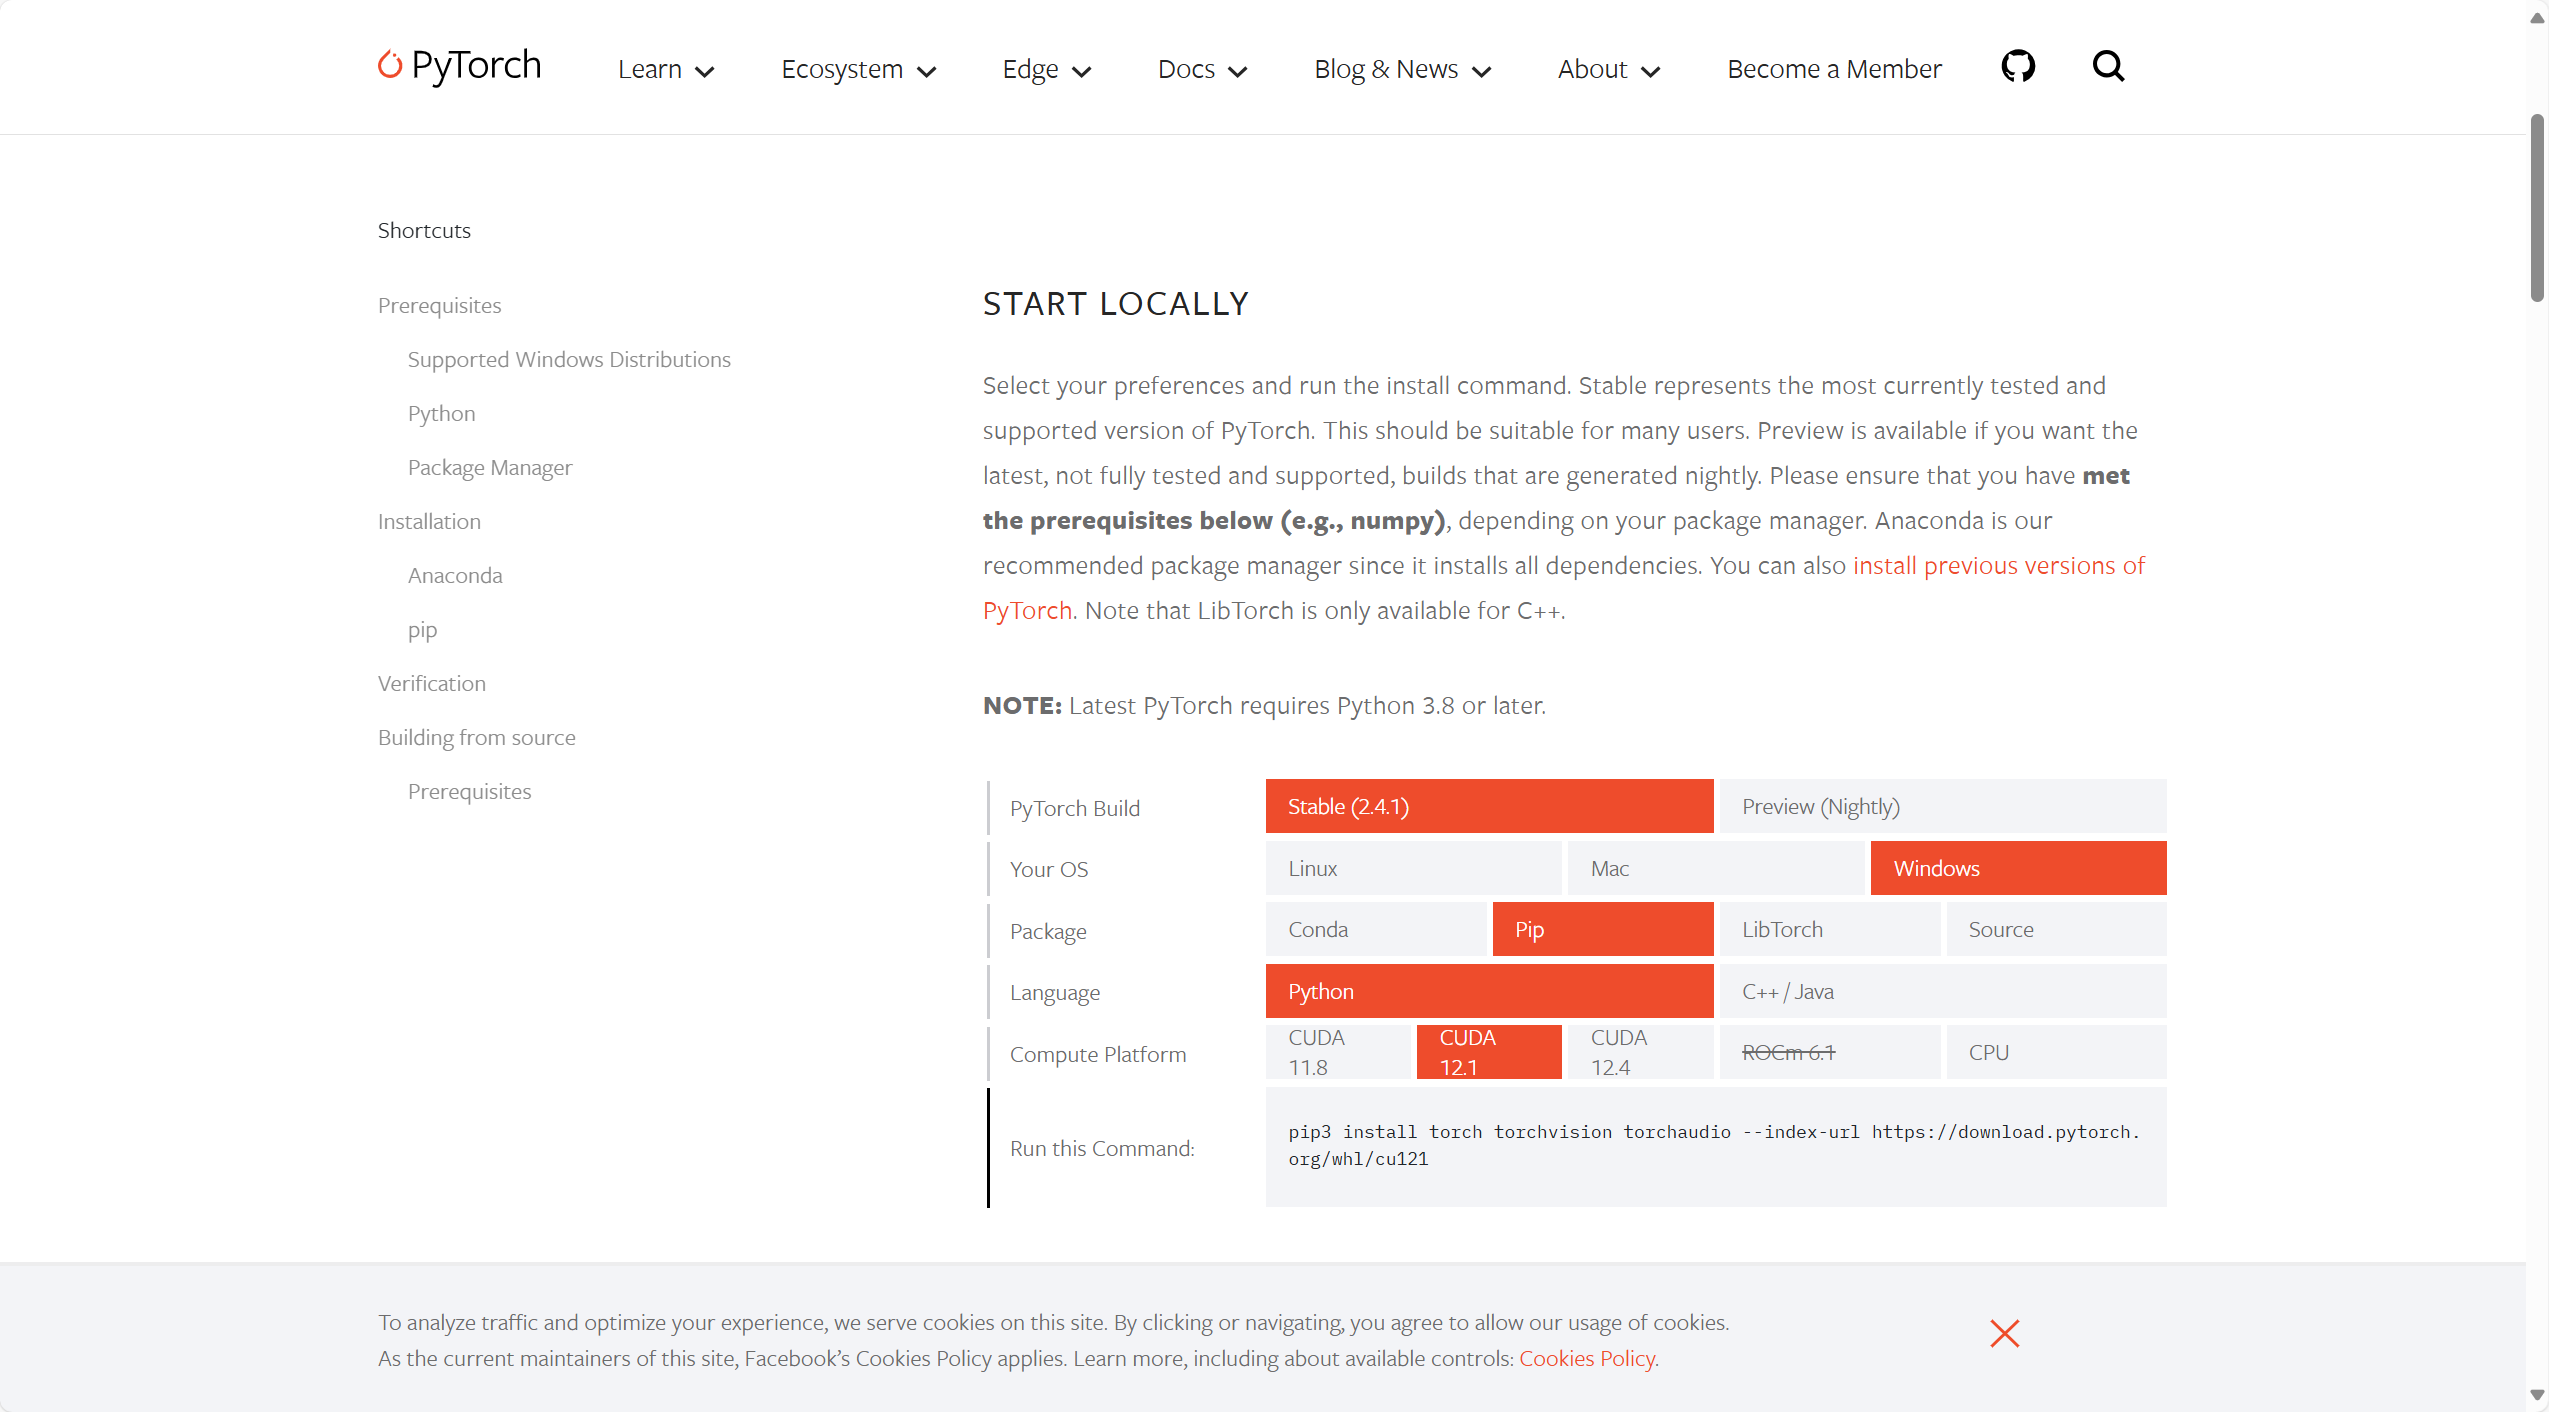 PyTorch
Learn
Ecosystem
Edge
Docs
Blog & News
About
Become a Member
Shortcuts
Prerequisites
Supported Windows Distributions
Python
Package Manager
Installation
Anaconda
pip
Verification
Building from source
Prerequisites
START LOCALLY
Select your preferences and run the install command. Stable represents the most currently tested and
supported version of PyTorch. This should be suitable for many users. Preview is available if you want the
latest, not fully tested and supported, builds that are generated nightly. Please ensure that you have met
the prerequisites below (e.g., numpy), depending on your package manager. Anaconda is our
recommended package manager since it installs all dependencies. You can also install previous versions of
PyTorch. Note that LibTorch is only available for C++.
NOTE: Latest PyTorch requires Python 3.8 or later.
PyTorch Build
Stable (2.4.1)
Preview (Nightly)
Your OS
Linux
Mac
Windows
Package
Conda
Pip
LibTorch
Source
Language
Python
C++ / Java
Compute Platform
CUDA
11.8
CUDA
12.1
CUDA
12.4
ROCm 6.1
CPU
Run this Command:
pip3 install torch torchvision torchaudio --index-url https://download.pytorch.
org/whl/cu121
To analyze traffic and optimize your experience, we serve cookies on this site. By clicking or navigating, you agree to allow our usage of cookies.
As the current maintainers of this site, Facebook’s Cookies Policy applies. Learn more, including about available controls: Cookies Policy.